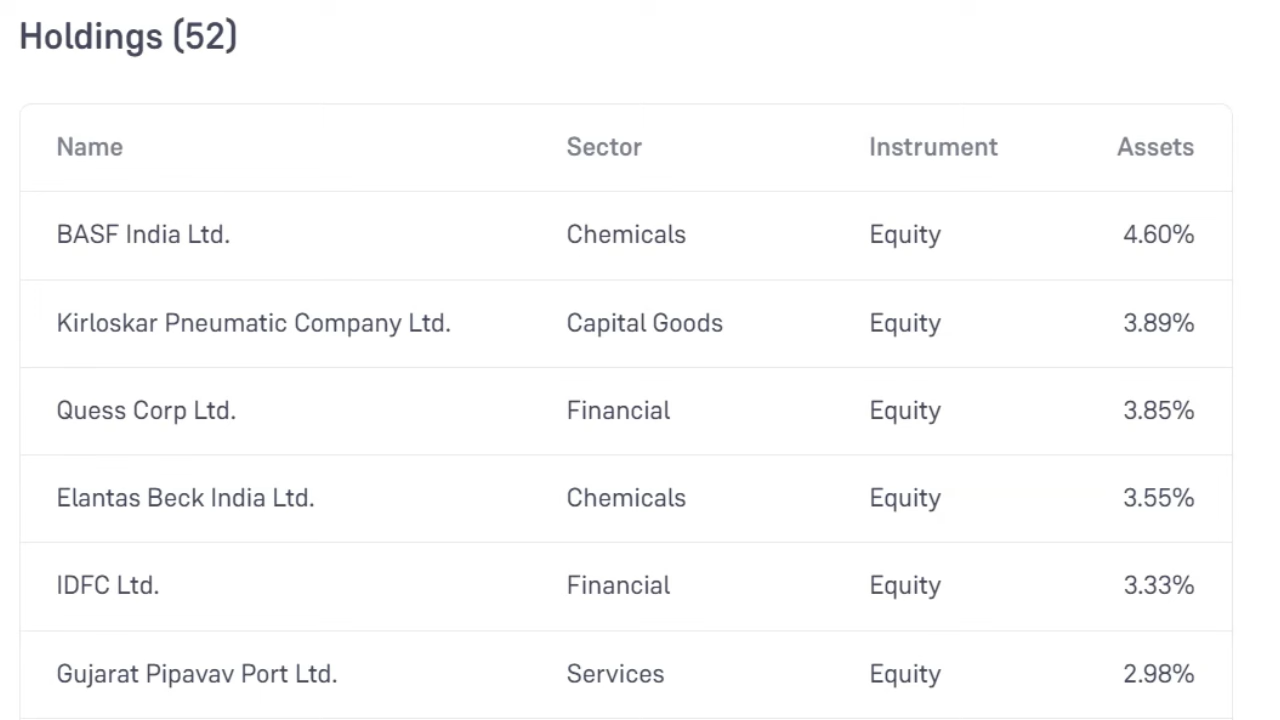 Holdings (52)
Name Sector Instrument Assets
BASF India Ltd. Chemicals Equity 4.60%
Kirloskar Pneumatic Company Ltd. Capital Goods Equity 3.89%
Quess Corp Ltd. Financial Equity 3.85%
Elantas Beck India Ltd. Chemicals Equity 3.55%
IDFC Ltd. Financial Equity 3.33%
Gujarat Pipavav Port Ltd. Services Equity 2.98%